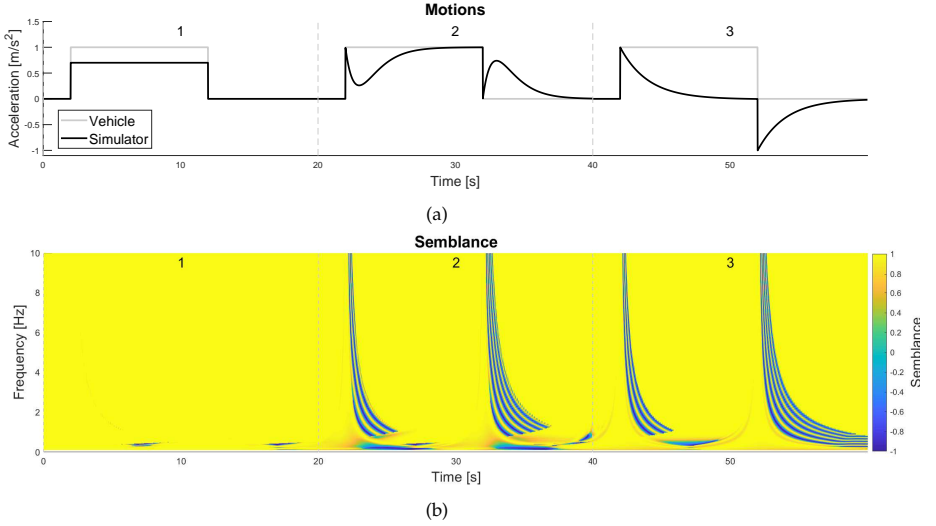 Motions
1 2 3
Acceleration [m/s²]
1.5
1
0.5
0
-0.5
-1
Vehicle
Simulator
0 10 20 30 40 50
Time [s]
(a)
Semblance
1 2 3
Frequency [Hz]
10
8
6
4
2
0
0 10 20 30 40 50
Time [s]
1
0.8
0.6
0.4
0.2
0
-0.2
-0.4
-0.6
-0.8
-1
Semblance
(b)